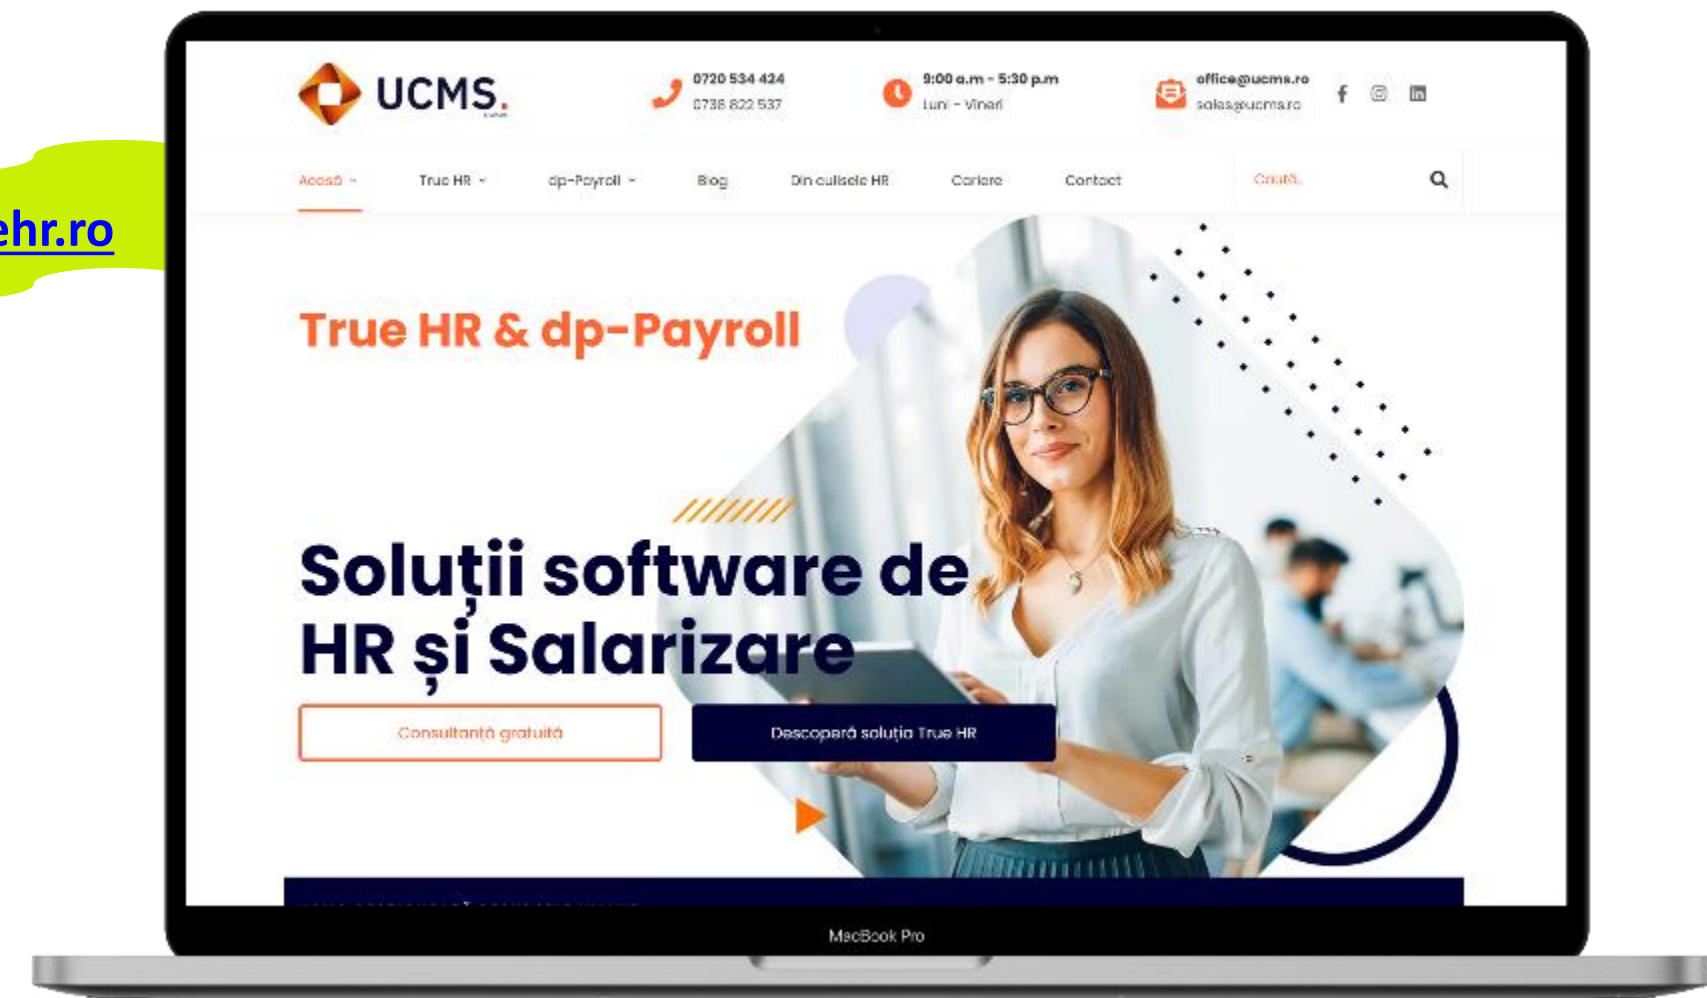 ehr.ro
UCMS.
0720 534 424
0738 822 537
9:00 a.m - 5:30 p.m
Luni - Vineri
office@ucms.ro
sales@ucms.ro
Acasă
True HR
dp-Payroll
Blog
Din culisele HR
Cariere
Contact
Caută..
True HR & dp-Payroll
Soluții software de
HR și Salarizare
Consultanță gratuită
Descoperă soluția True HR
MacBook Pro